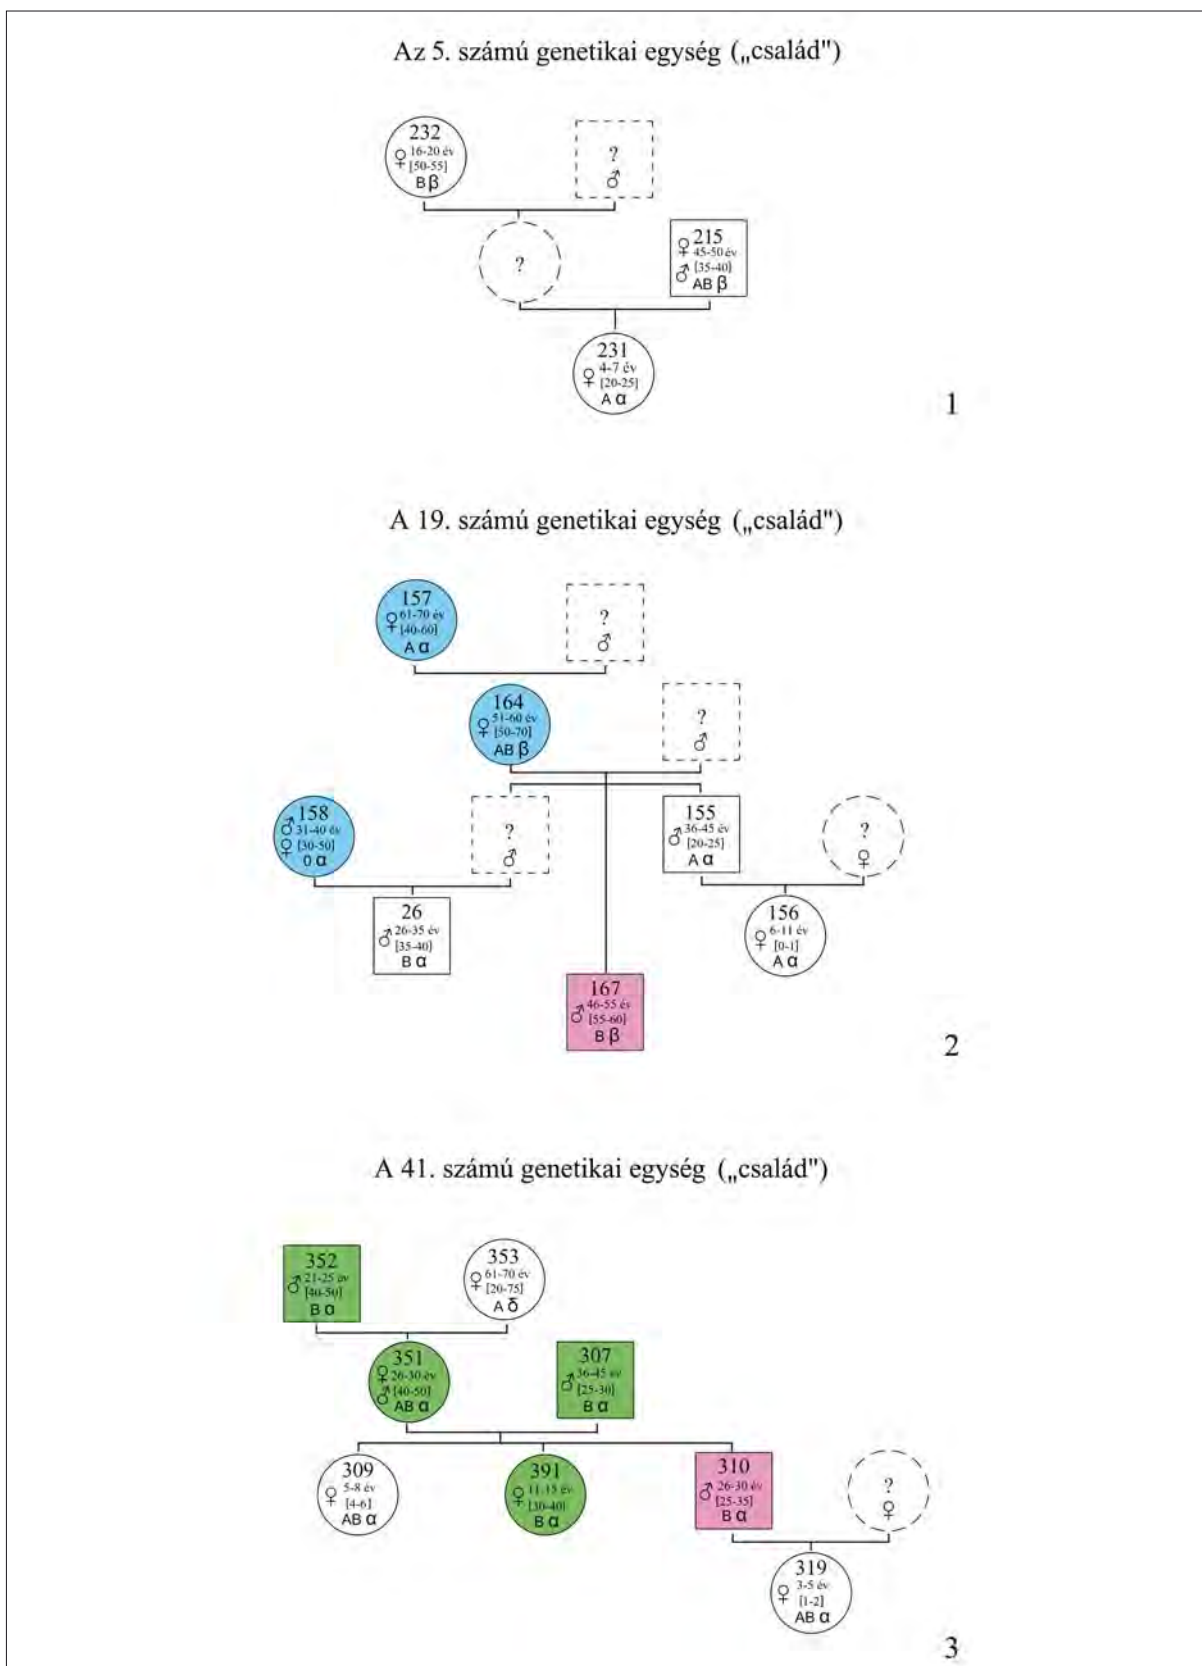 Az 5. számú genetikai egység („család")
232
♀ 16-20 év
[50-55]
B β
?
♂
?
215
♀ 45-50 év
♂ [35-40]
AB β
231
♀ 4-7 év
[20-25]
A α
1
A 19. számú genetikai egység („család")
157
♀ 61-70 év
[40-60]
A α
?
♂
164
♀ 51-60 év
[50-70]
AB β
?
♂
158
♂ 31-40 év
♀ [30-50]
0 α
?
♂
155
♂ 36-45 év
[20-25]
A α
?
♀
26
♂ 26-35 év
[35-40]
B α
156
♀ 6-11 év
[0-1]
A α
167
♂ 46-55 év
[55-60]
B β
2
A 41. számú genetikai egység („család")
352
♂ 21-25 év
[40-50]
B α
353
♀ 61-70 év
[20-75]
A δ
351
♀ 26-30 év
♂ [40-50]
AB α
307
♂ 36-45 év
[25-30]
B α
309
♀ 5-8 év
[4-6]
AB α
391
♀ 11-15 év
[30-40]
B α
310
♂ 26-30 év
[25-35]
B α
?
♀
319
♀ 3-5 év
[1-2]
AB α
3